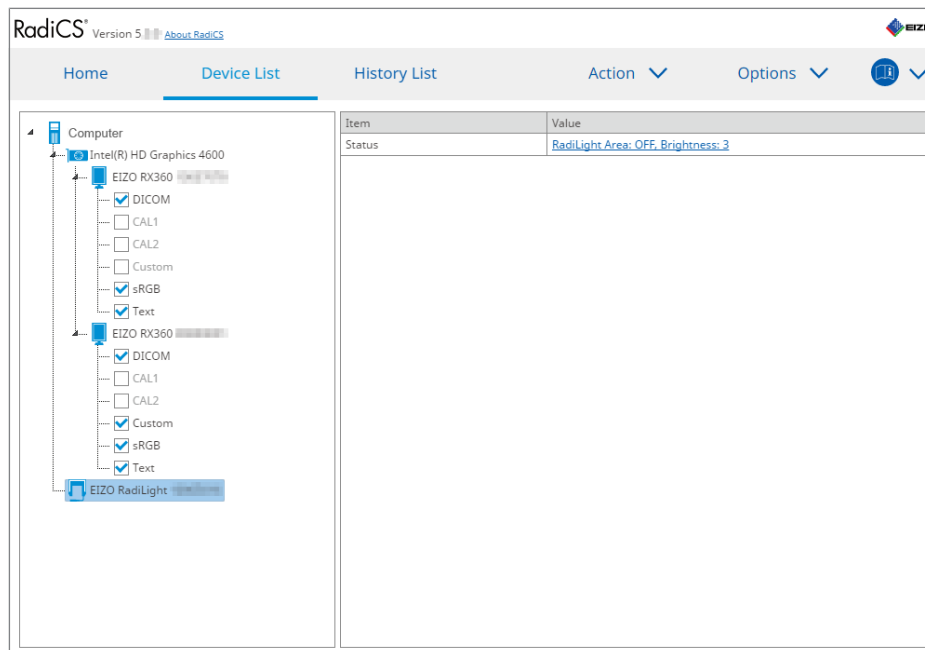 RadiCS® Version 5. About RadiCS
EIZO
Home Device List History List Action Options
Computer
Intel(R) HD Graphics 4600
EIZO RX360
DICOM
CAL1
CAL2
Custom
sRGB
Text
EIZO RX360
DICOM
CAL1
CAL2
Custom
sRGB
Text
EIZO RadiLight
Item Value
Status RadiLight Area: OFF, Brightness: 3